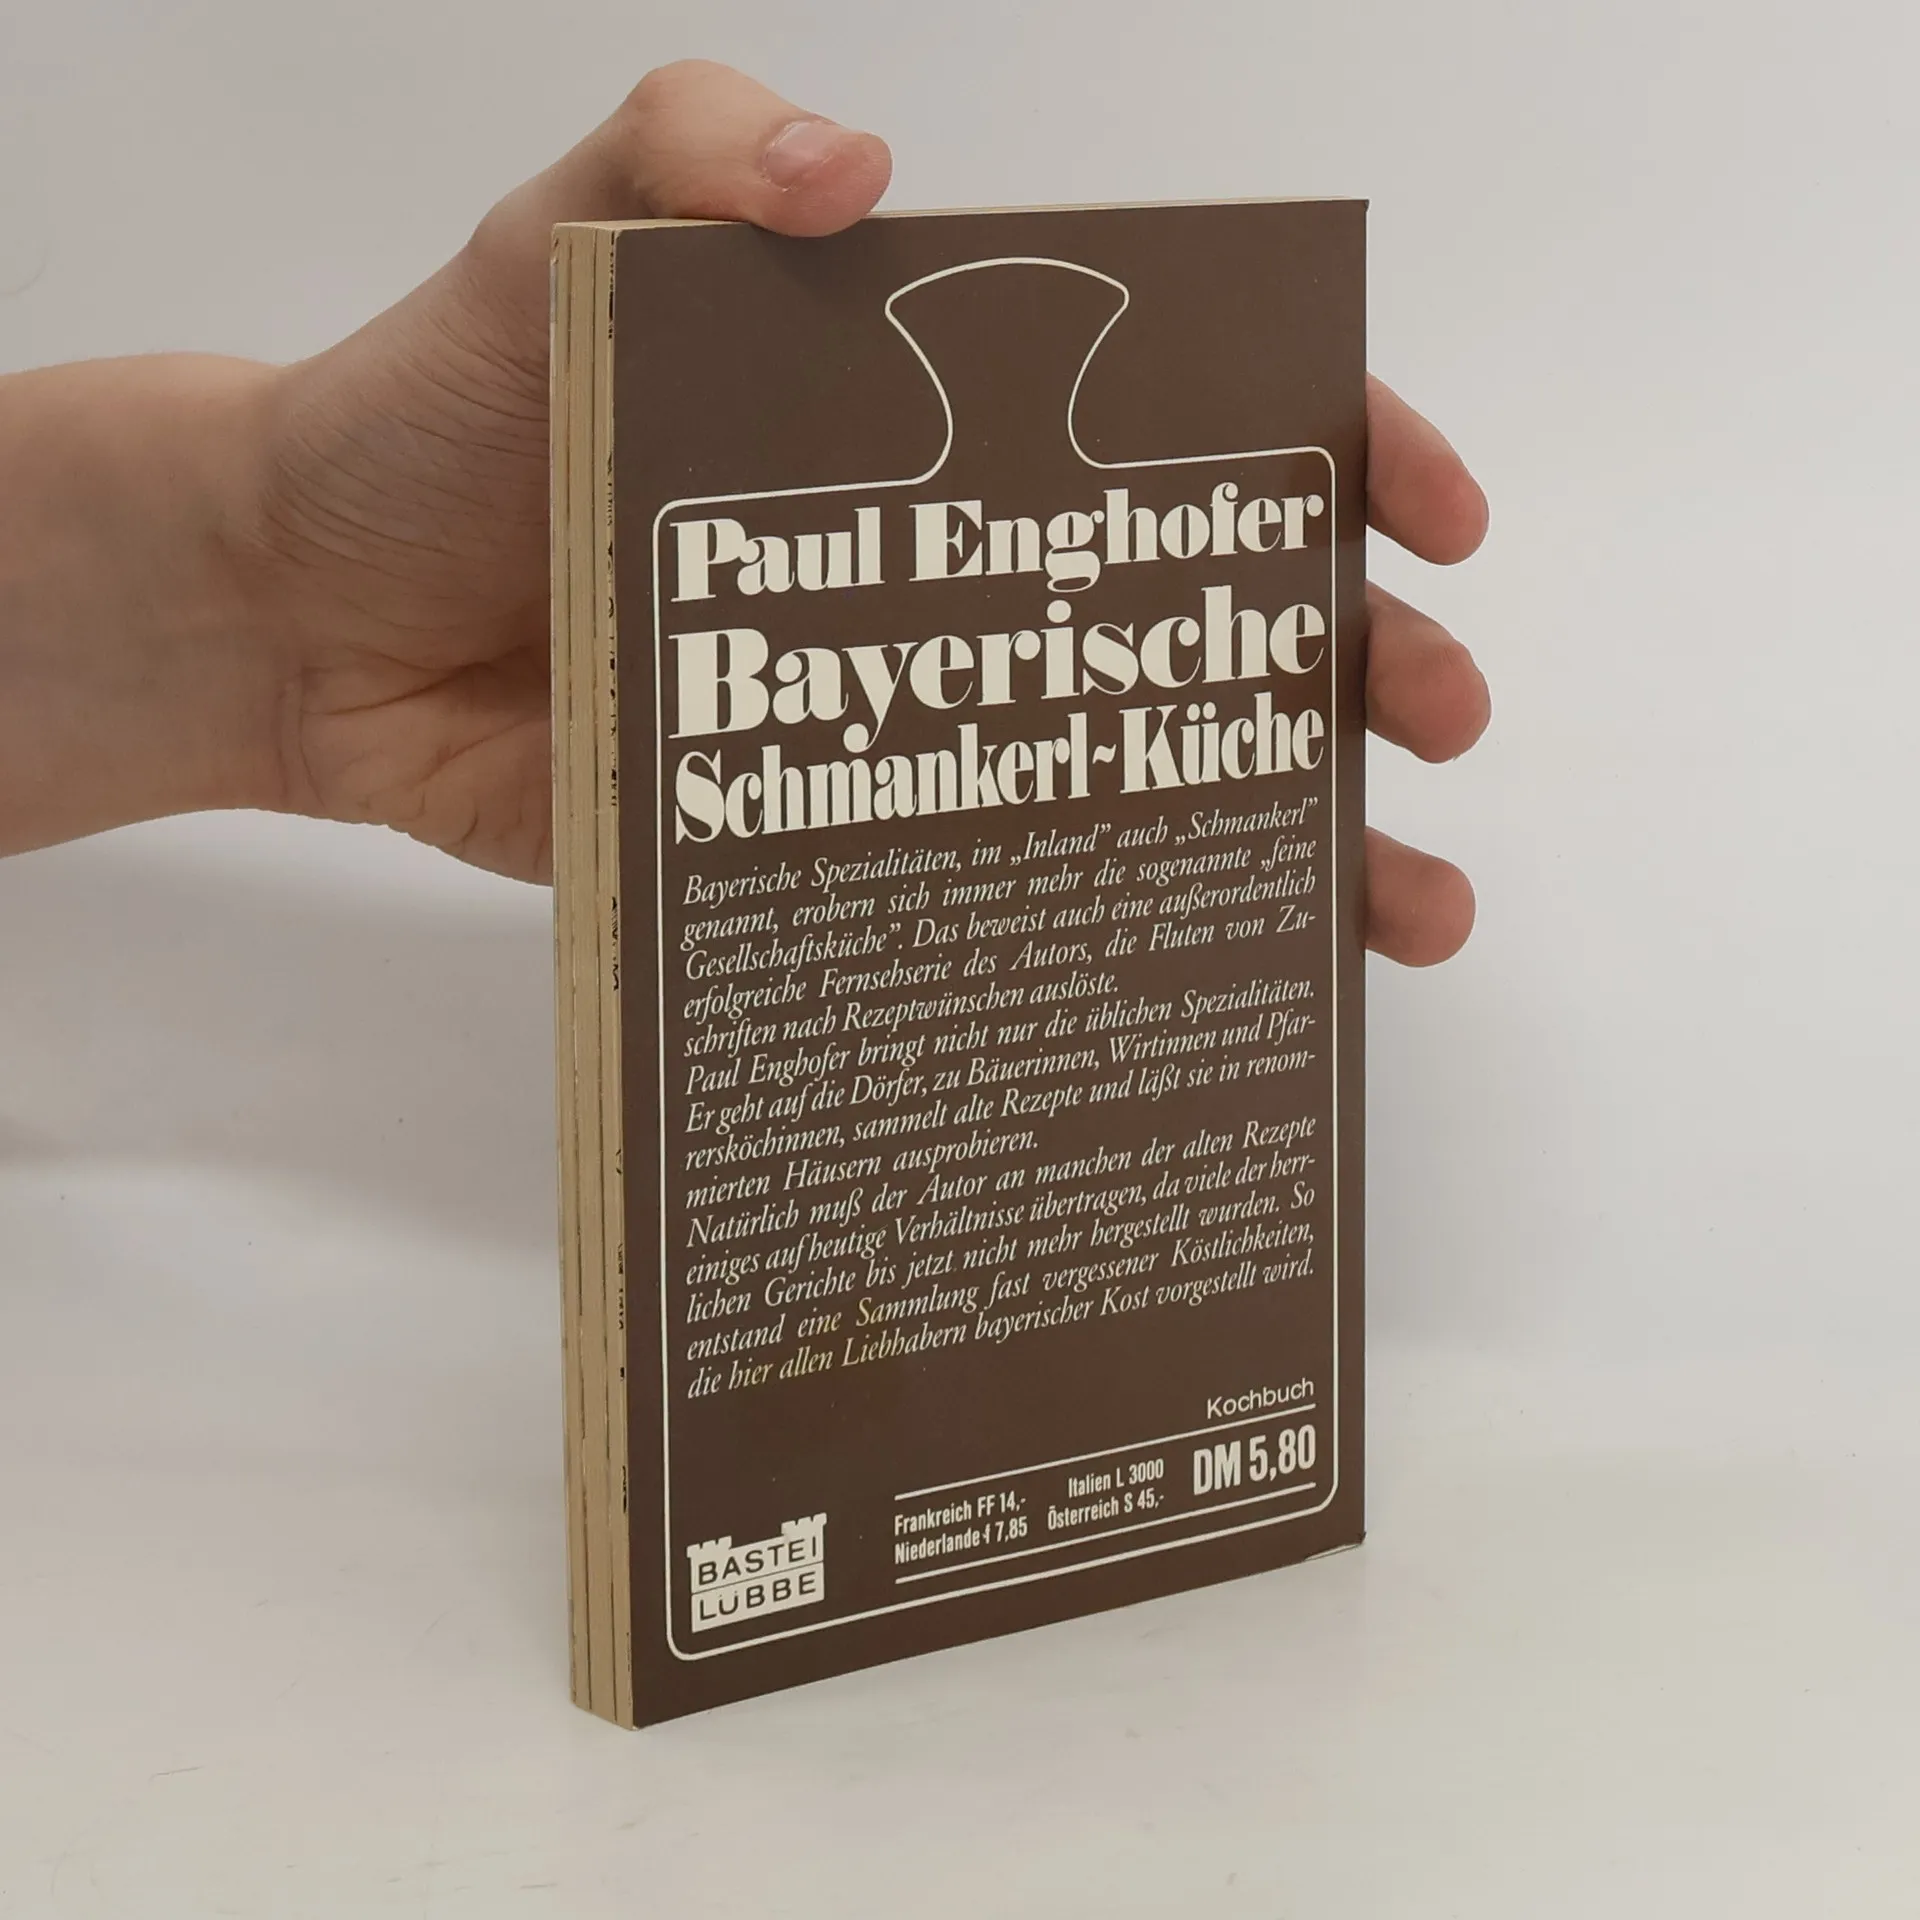 Paul Enghofer
Bayerische
Schmankerl-Küche
Bayerische Spezialitäten, im „Inland” auch „Schmankerl”
genannt, erobern sich immer mehr die sogenannte „feine
Gesellschaftsküche”. Das beweist auch eine außerordentlich
erfolgreiche Fernsehserie des Autors, die Fluten von Zu-
schriften nach Rezeptwünschen auslöste.
Paul Enghofer bringt nicht nur die üblichen Spezialitäten.
Er geht auf die Dörfer, zu Bäuerinnen, Wirtinnen und Pfar-
rersköchinnen, sammelt alte Rezepte und läßt sie in renom-
mierten Häusern ausprobieren.
Natürlich muß der Autor an manchen der alten Rezepte
einiges auf heutige Verhältnisse übertragen, da viele der herr-
lichen Gerichte bis jetzt nicht mehr hergestellt wurden. So
entstand eine Sammlung fast vergessener Köstlichkeiten,
die hier allen Liebhabern bayerischer Kost vorgestellt wird.
Kochbuch
Frankreich FF 14,- Italien L 3000 DM 5,80
Niederlande f 7,85 Österreich S 45,-
BASTEI
LÜBBE